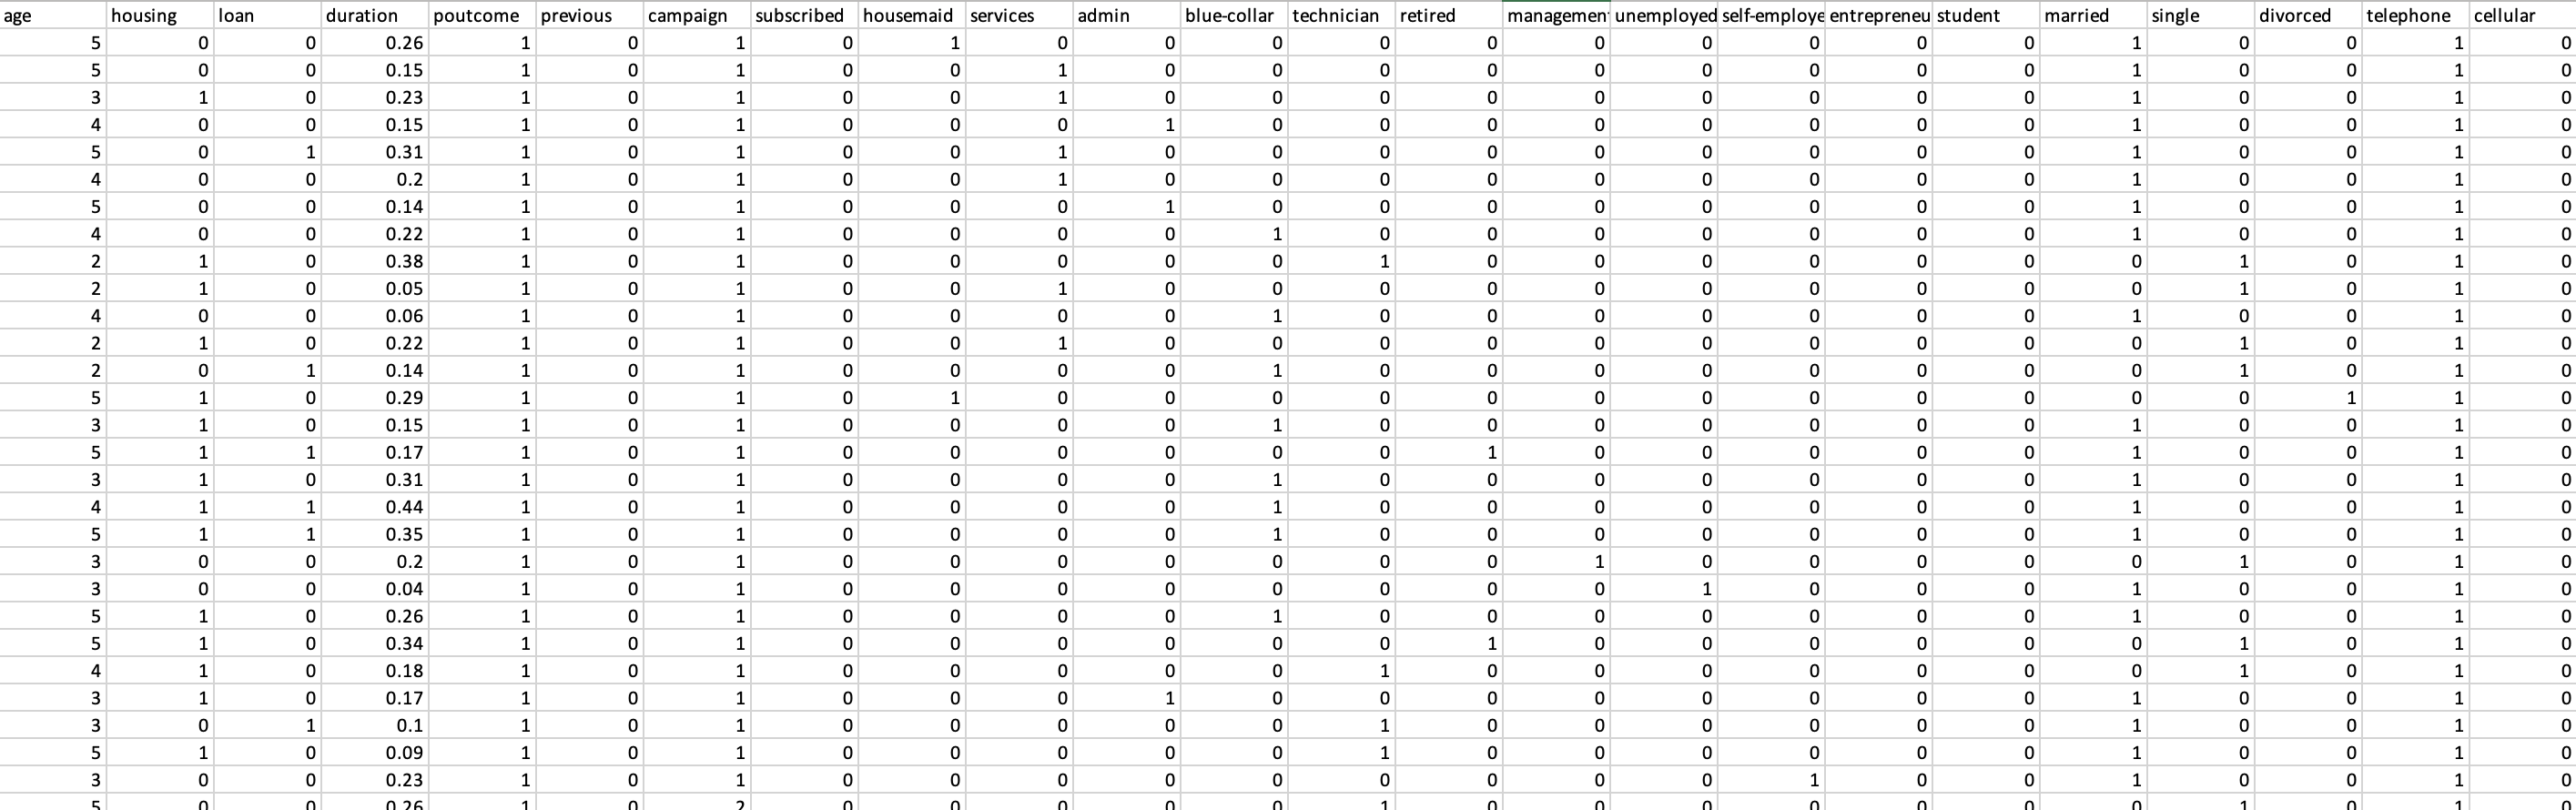 age housing loan duration poutcome previous campaign subscribed housemaid services admin blue-collar technician retired managemen unemployed self-employe entrepreneu student married single divorced telephone cellular
5 0 0 0.26 1 0 1 0 1 0 0 0 0 0 0 0 0 0 0 1 0 0 1 0
5 0 0 0.15 1 0 1 0 0 1 0 0 0 0 0 0 0 0 0 1 0 0 1 0
3 1 0 0.23 1 0 1 0 0 1 0 0 0 0 0 0 0 0 0 1 0 0 1 0
4 0 0 0.15 1 0 1 0 0 0 1 0 0 0 0 0 0 0 0 1 0 0 1 0
5 0 1 0.31 1 0 1 0 0 1 0 0 0 0 0 0 0 0 0 1 0 0 1 0
4 0 0 0.2 1 0 1 0 0 1 0 0 0 0 0 0 0 0 0 1 0 0 1 0
5 0 0 0.14 1 0 1 0 0 0 1 0 0 0 0 0 0 0 0 1 0 0 1 0
4 0 0 0.22 1 0 1 0 0 0 0 1 0 0 0 0 0 0 0 1 0 0 1 0
2 1 0 0.38 1 0 1 0 0 0 0 0 1 0 0 0 0 0 0 0 1 0 1 0
2 1 0 0.05 1 0 1 0 0 1 0 0 0 0 0 0 0 0 0 0 1 0 1 0
4 0 0 0.06 1 0 1 0 0 0 0 1 0 0 0 0 0 0 0 1 0 0 1 0
2 1 0 0.22 1 0 1 0 0 1 0 0 0 0 0 0 0 0 0 0 1 0 1 0
2 0 1 0.14 1 0 1 0 0 0 0 1 0 0 0 0 0 0 0 0 1 0 1 0
5 1 0 0.29 1 0 1 0 1 0 0 0 0 0 0 0 0 0 0 0 0 1 1 0
3 1 0 0.15 1 0 1 0 0 0 0 1 0 0 0 0 0 0 0 1 0 0 1 0
5 1 1 0.17 1 0 1 0 0 0 0 0 0 1 0 0 0 0 0 1 0 0 1 0
3 1 0 0.31 1 0 1 0 0 0 0 1 0 0 0 0 0 0 0 1 0 0 1 0
4 1 1 0.44 1 0 1 0 0 0 0 1 0 0 0 0 0 0 0 1 0 0 1 0
5 1 1 0.35 1 0 1 0 0 0 0 1 0 0 0 0 0 0 0 1 0 0 1 0
3 0 0 0.2 1 0 1 0 0 0 0 0 0 0 1 0 0 0 0 0 1 0 1 0
3 0 0 0.04 1 0 1 0 0 0 0 0 0 0 0 1 0 0 0 1 0 0 1 0
5 1 0 0.26 1 0 1 0 0 0 0 1 0 0 0 0 0 0 0 1 0 0 1 0
5 1 0 0.34 1 0 1 0 0 0 0 0 0 1 0 0 0 0 0 0 1 0 1 0
4 1 0 0.18 1 0 1 0 0 0 0 0 1 0 0 0 0 0 0 0 1 0 1 0
3 1 0 0.17 1 0 1 0 0 0 1 0 0 0 0 0 0 0 0 1 0 0 1 0
3 0 1 0.1 1 0 1 0 0 0 0 0 1 0 0 0 0 0 0 1 0 0 1 0
5 1 0 0.09 1 0 1 0 0 0 0 0 1 0 0 0 0 0 0 1 0 0 1 0
3 0 0 0.23 1 0 1 0 0 0 0 0 0 0 0 0 1 0 0 1 0 0 1 0
5 0 0 0.26 1 0 2 0 0 0 0 0 1 0 0 0 0 0 0 0 1 0 1 0